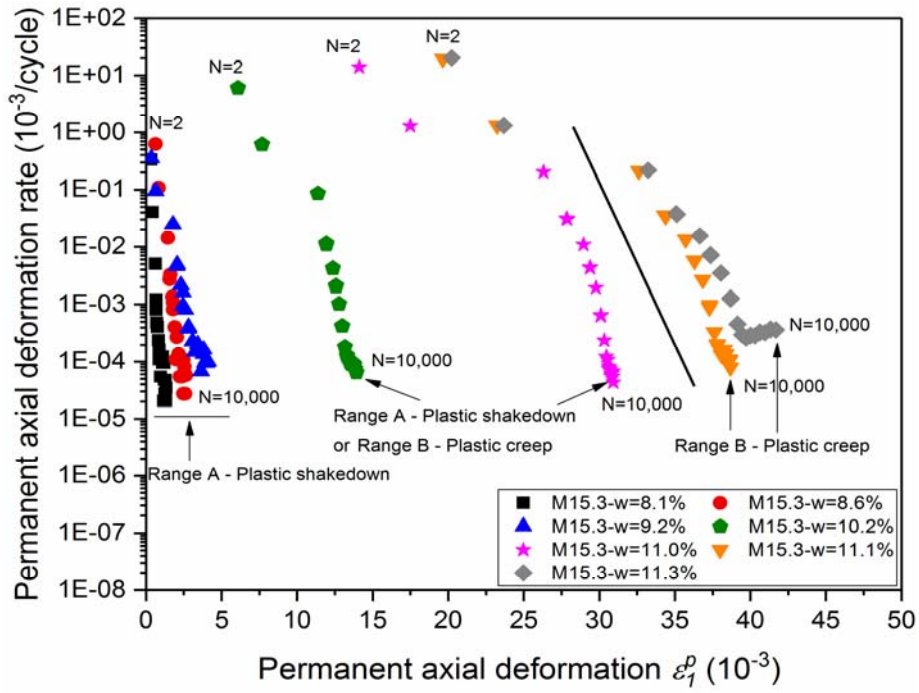 Permanent axial deformation rate (10⁻³/cycle)
1E+02
1E+01
1E+00
1E-01
1E-02
1E-03
1E-04
1E-05
1E-06
1E-07
1E-08
N=2
N=2
N=2
N=2
N=10,000
N=10,000
N=10,000
N=10,000
N=10,000
Range A - Plastic shakedown
Range A - Plastic shakedown
or Range B - Plastic creep
Range B - Plastic creep
M15.3-w=8.1%
M15.3-w=8.6%
M15.3-w=9.2%
M15.3-w=10.2%
M15.3-w=11.0%
M15.3-w=11.1%
M15.3-w=11.3%
0 5 10 15 20 25 30 35 40 45 50
Permanent axial deformation ε₁ᵖ (10⁻³)